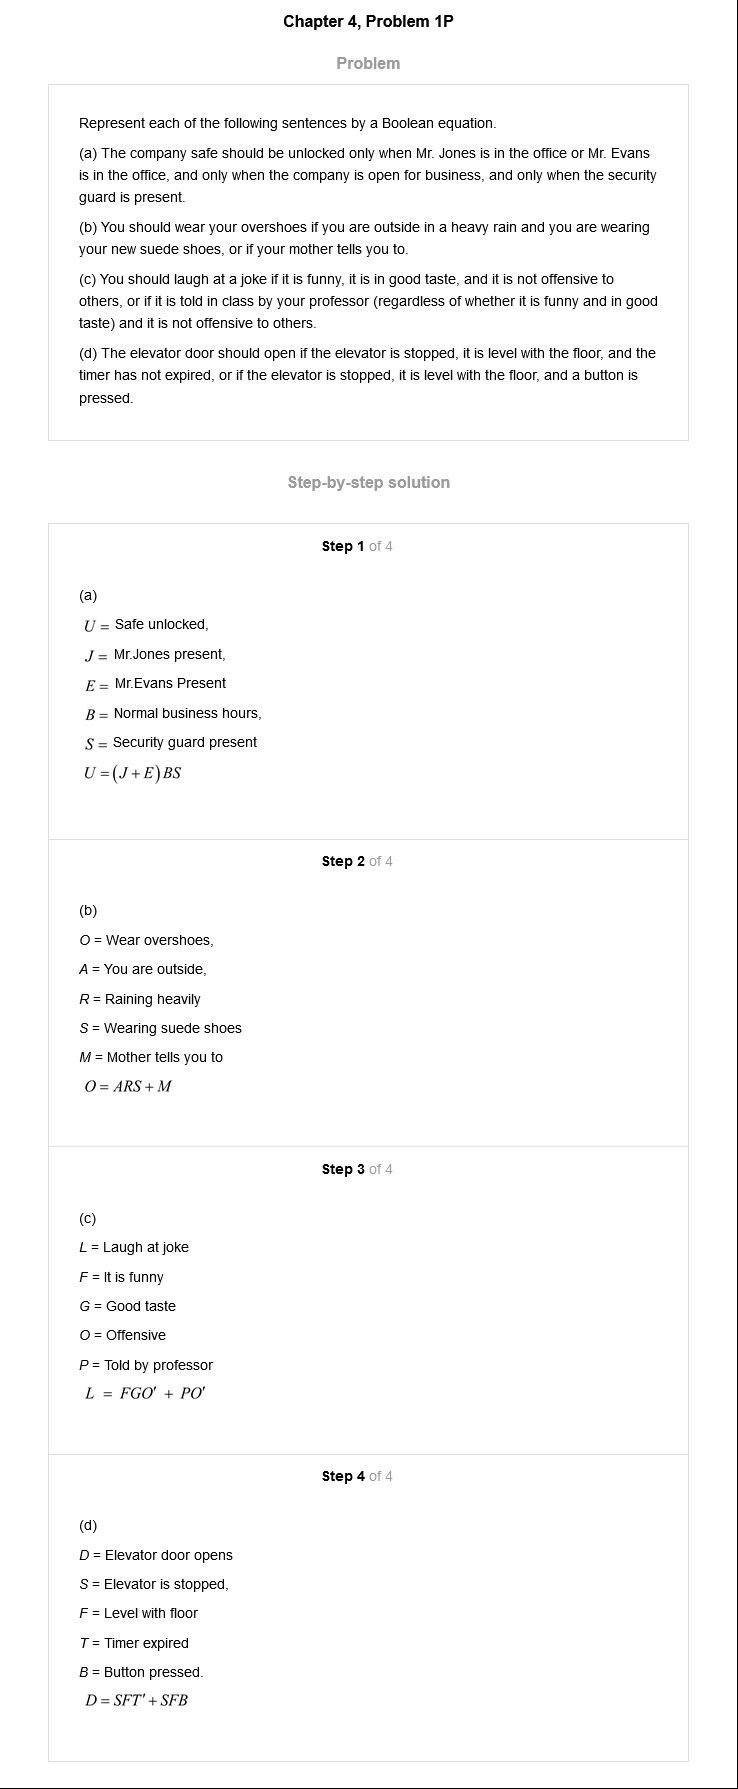 Chapter 4, Problem 1P
Problem
Represent each of the following sentences by a Boolean equation.
(a) The company safe should be unlocked only when Mr. Jones is in the office or Mr. Evans
is in the office, and only when the company is open for business, and only when the security
guard is present.
(b) You should wear your overshoes if you are outside in a heavy rain and you are wearing
your new suede shoes, or if your mother tells you to.
(c) You should laugh at a joke if it is funny, it is in good taste, and it is not offensive to
others, or if it is told in class by your professor (regardless of whether it is funny and in good
taste) and it is not offensive to others.
(d) The elevator door should open if the elevator is stopped, it is level with the floor, and the
timer has not expired, or if the elevator is stopped, it is level with the floor, and a button is
pressed.
Step-by-step solution
Step 1 of 4
(a)
U = Safe unlocked,
J = Mr.Jones present,
E = Mr.Evans Present
B = Normal business hours,
S = Security guard present
U = (J + E) BS
Step 2 of 4
(b)
O = Wear overshoes,
A = You are outside,
R = Raining heavily
S = Wearing suede shoes
M = Mother tells you to
O = ARS + M
Step 3 of 4
(c)
L = Laugh at joke
F = It is funny
G = Good taste
O = Offensive
P = Told by professor
L = FGO' + PO'
Step 4 of 4
(d)
D = Elevator door opens
S = Elevator is stopped,
F = Level with floor
T = Timer expired
B = Button pressed.
D = SFT' + SFB